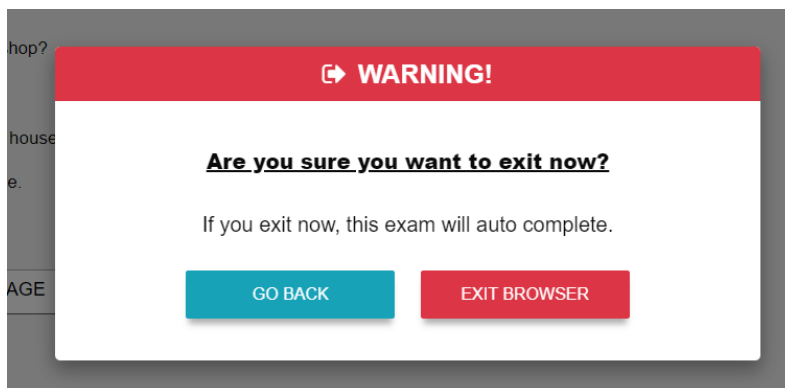 hop?
WARNING!
house
Are you sure you want to exit now?
e.
If you exit now, this exam will auto complete.
AGE
GO BACK
EXIT BROWSER